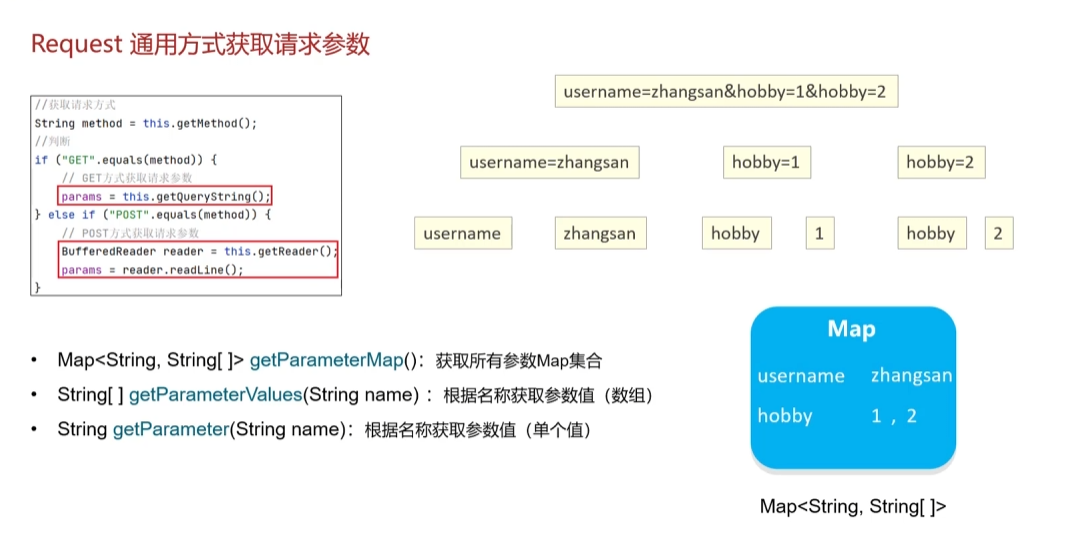 Request 通用方式获取请求参数
//获取请求方式
String method = this.getMethod();
//判断
if ("GET".equals(method)) {
// GET方式获取请求参数
params = this.getQueryString();
} else if ("POST".equals(method)) {
// POST方式获取请求参数
BufferedReader reader = this.getReader();
params = reader.readLine();
}
username=zhangsan&hobby=1&hobby=2
username=zhangsan hobby=1 hobby=2
username zhangsan hobby 1 hobby 2
• Map<String, String[ ]> getParameterMap()：获取所有参数Map集合
• String[ ] getParameterValues(String name) ：根据名称获取参数值（数组）
• String getParameter(String name)：根据名称获取参数值（单个值）
Map
username zhangsan
hobby 1 , 2
Map<String, String[ ]>